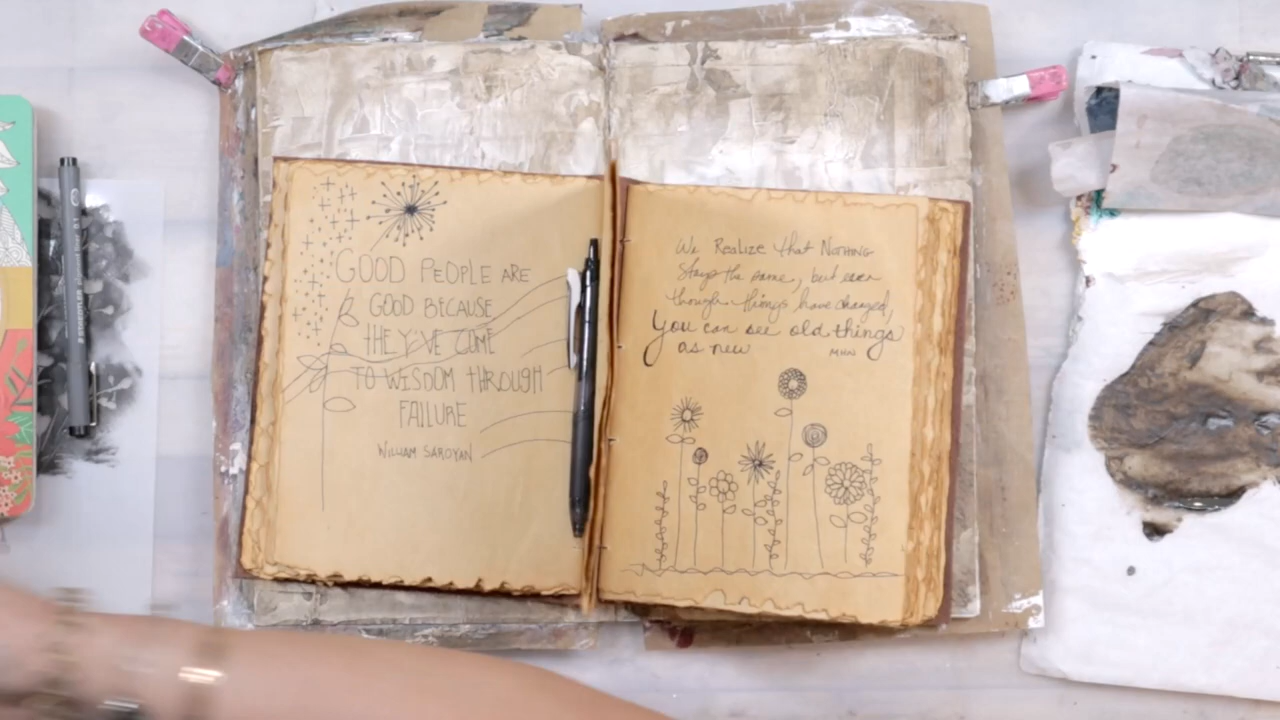 GOOD PEOPLE ARE
GOOD BECAUSE
THEY'VE COME
TO WISDOM THROUGH
FAILURE
WILLIAM SAROYAN
We Realize that NOTHING
Stays the same, but even
though things have changed,
You can see old things
as new
MHN